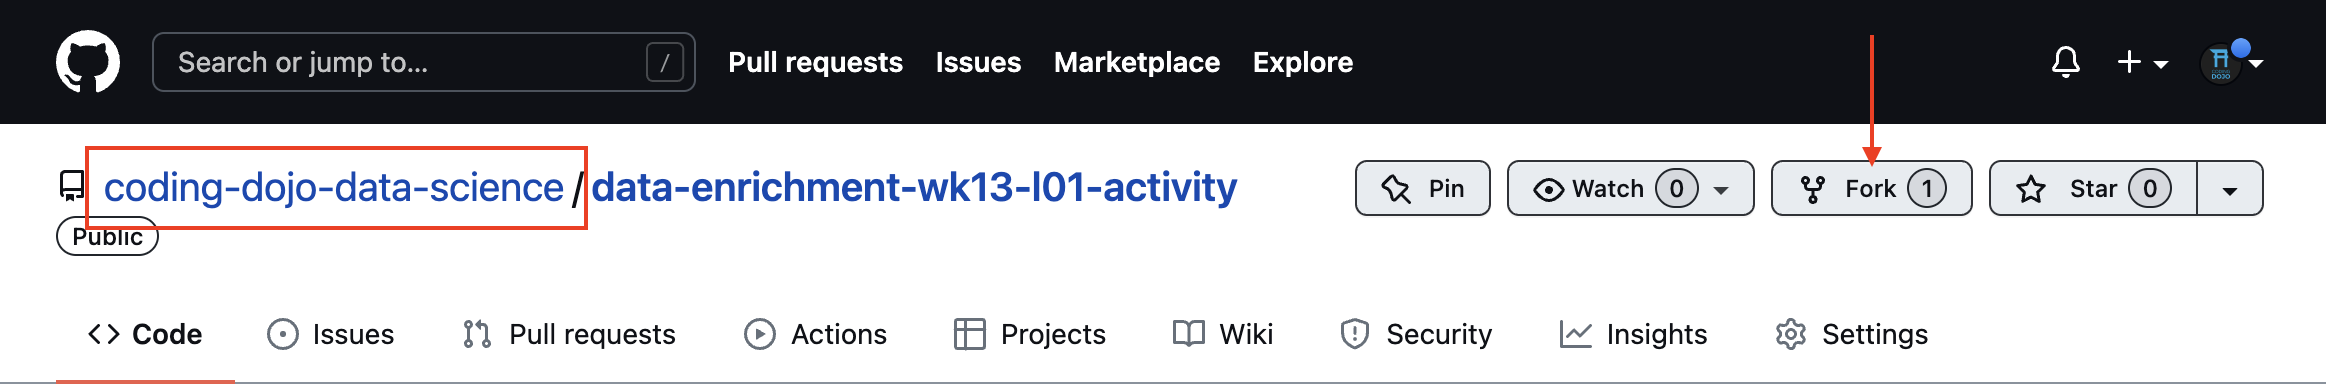 Search or jump to... / Pull requests Issues Marketplace Explore
coding-dojo-data-science / data-enrichment-wk13-l01-activity Pin Watch 0 Fork 1 Star 0
Public
Code Issues Pull requests Actions Projects Wiki Security Insights Settings